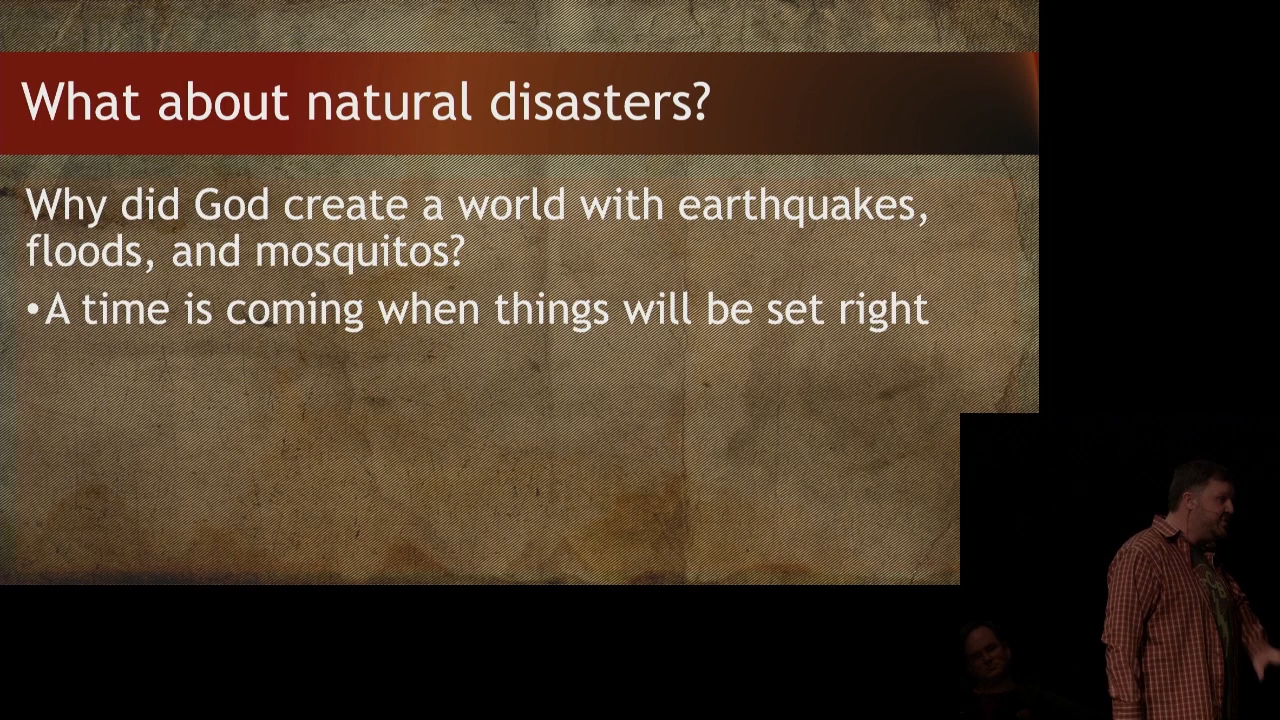 What about natural disasters?
Why did God create a world with earthquakes,
floods, and mosquitos?
•A time is coming when things will be set right